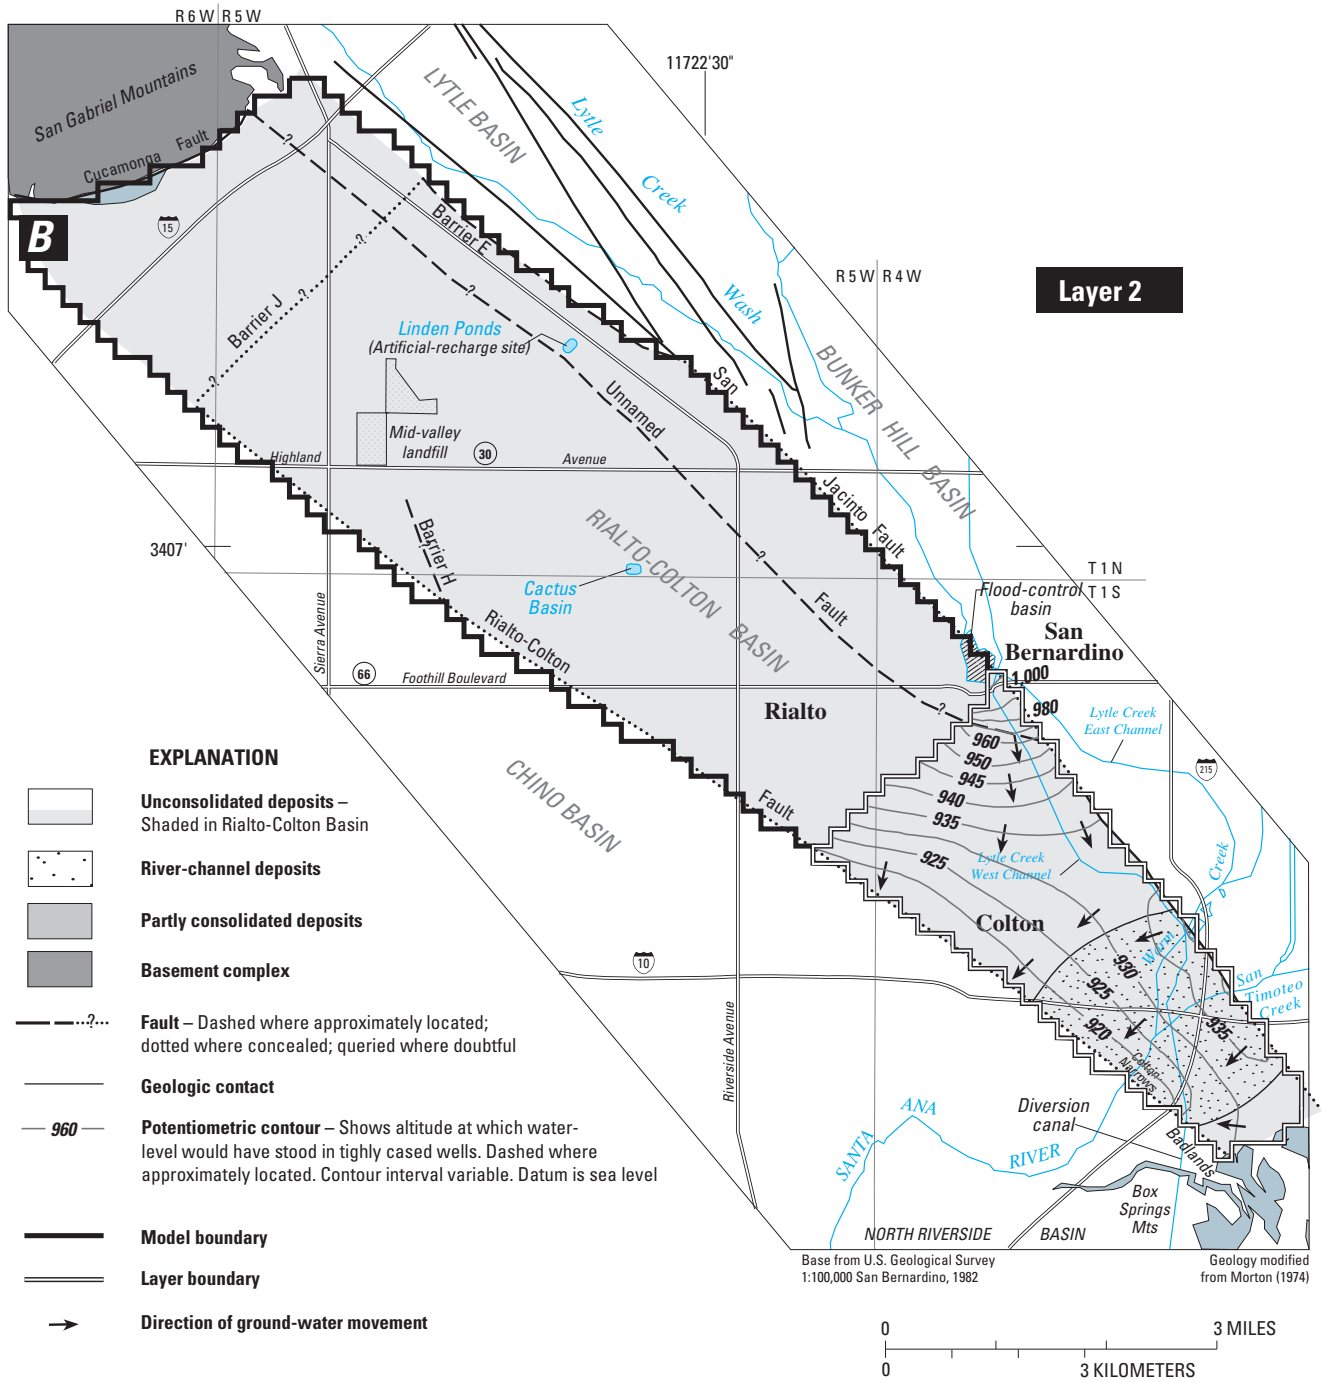 R 6 W R 5 W
San Gabriel Mountains
Cucamonga Fault
LYTLE BASIN
11722'30"
Lytle
Creek
Wash
B
15
Barrier E
Barrier J
?
?
?
?
?
Linden Ponds
(Artificial-recharge site)
R 5 W R 4 W
Layer 2
BUNKER HILL BASIN
San
Jacinto Fault
Unnamed
Fault
?
?
Mid-valley
landfill
Highland
30
Avenue
3407'
Barrier H
RIALTO-COLTON BASIN
Cactus
Basin
T 1 N
T 1 S
Flood-control
basin
San
Bernardino
Sierra Avenue
Rialto-Colton
Fault
66
Foothill Boulevard
Rialto
1,000
980
960
950
945
940
935
925
Lytle Creek
East Channel
215
Lytle Creek
West Channel
CHINO BASIN
Colton
Warm
Creek
930
925
920
935
San
Timoteo
Creek
Colton
Narrows
10
Riverside Avenue
Diversion
canal
Badlands
SANTA
ANA
RIVER
Box
Springs
Mts
NORTH RIVERSIDE BASIN
EXPLANATION
Unconsolidated deposits –
Shaded in Rialto-Colton Basin
River-channel deposits
Partly consolidated deposits
Basement complex
?
Fault – Dashed where approximately located;
dotted where concealed; queried where doubtful
Geologic contact
960
Potentiometric contour – Shows altitude at which water-
level would have stood in tighly cased wells. Dashed where
approximately located. Contour interval variable. Datum is sea level
Model boundary
Layer boundary
Direction of ground-water movement
Base from U.S. Geological Survey
1:100,000 San Bernardino, 1982
Geology modified
from Morton (1974)
0 3 MILES
0 3 KILOMETERS